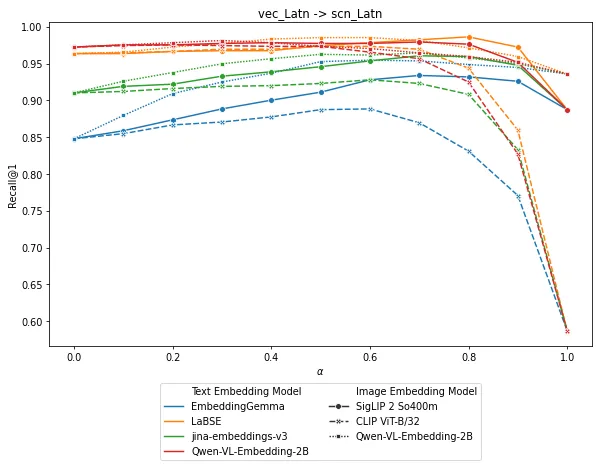 vec_Latn -> scn_Latn
1.00
0.95
0.90
0.85
0.80
0.75
0.70
0.65
0.60
Recall@1
0.0 0.2 0.4 0.6 0.8 1.0
α
Text Embedding Model Image Embedding Model
EmbeddingGemma SigLIP 2 So400m
LaBSE CLIP ViT-B/32
jina-embeddings-v3 Qwen-VL-Embedding-2B
Qwen-VL-Embedding-2B